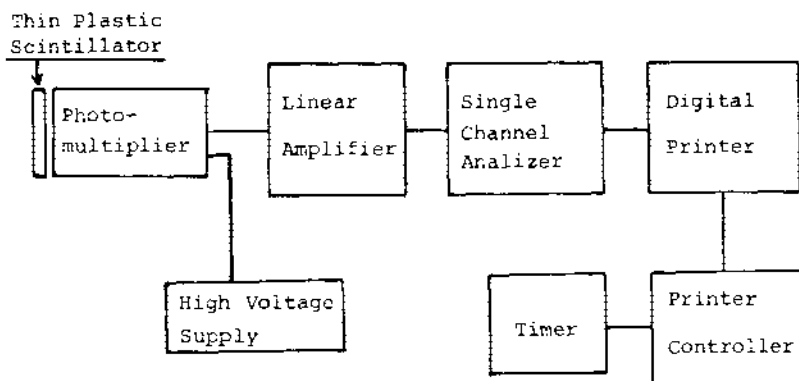 Thin Plastic
Scintillator
Photo-
multiplier
Linear
Amplifier
Single
Channel
Analizer
Digital
Printer
High Voltage
Supply
Timer
Printer
Controller